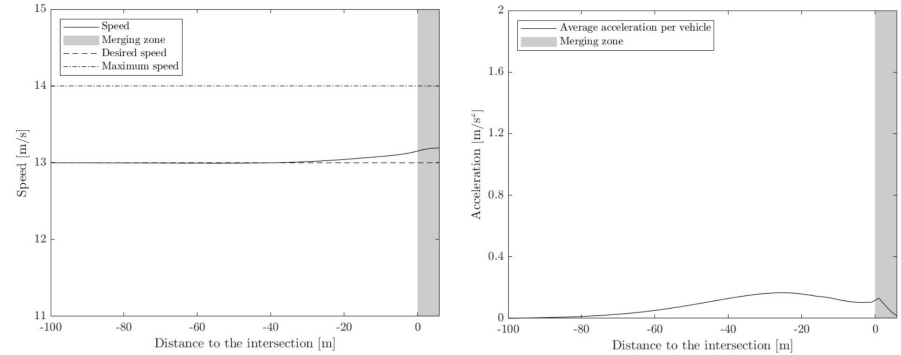 15
14
13
12
11
Speed [m/s]
Speed
Merging zone
Desired speed
Maximum speed
-100 -80 -60 -40 -20 0
Distance to the intersection [m]
2
1.6
1.2
0.8
0.4
0
Acceleration [m/s²]
Average acceleration per vehicle
Merging zone
-100 -80 -60 -40 -20 0
Distance to the intersection [m]